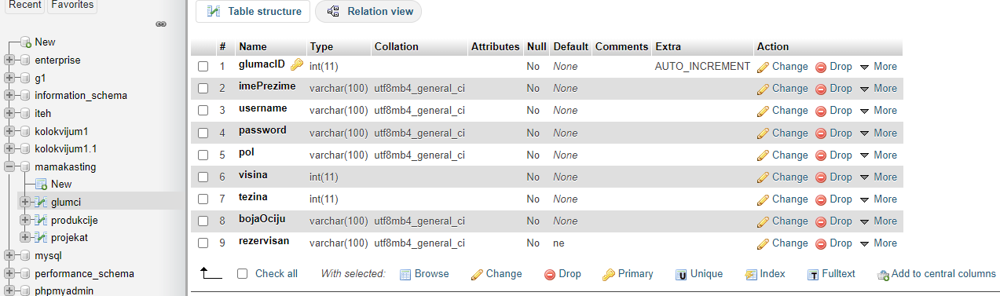 Recent Favorites
New
enterprise
g1
information_schema
iteh
kolokvijum1
kolokvijum1.1
mamakasting
New
glumci
produkcije
projekat
mysql
performance_schema
phpmyadmin
Table structure Relation view
# Name Type Collation Attributes Null Default Comments Extra Action
1 glumacID int(11) No None AUTO_INCREMENT Change Drop More
2 imePrezime varchar(100) utf8mb4_general_ci No None Change Drop More
3 username varchar(100) utf8mb4_general_ci No None Change Drop More
4 password varchar(100) utf8mb4_general_ci No None Change Drop More
5 pol varchar(100) utf8mb4_general_ci No None Change Drop More
6 visina int(11) No None Change Drop More
7 tezina int(11) No None Change Drop More
8 bojaOciju varchar(100) utf8mb4_general_ci No None Change Drop More
9 rezervisan varchar(100) utf8mb4_general_ci No ne Change Drop More
Check all With selected: Browse Change Drop Primary Unique Index Fulltext Add to central columns